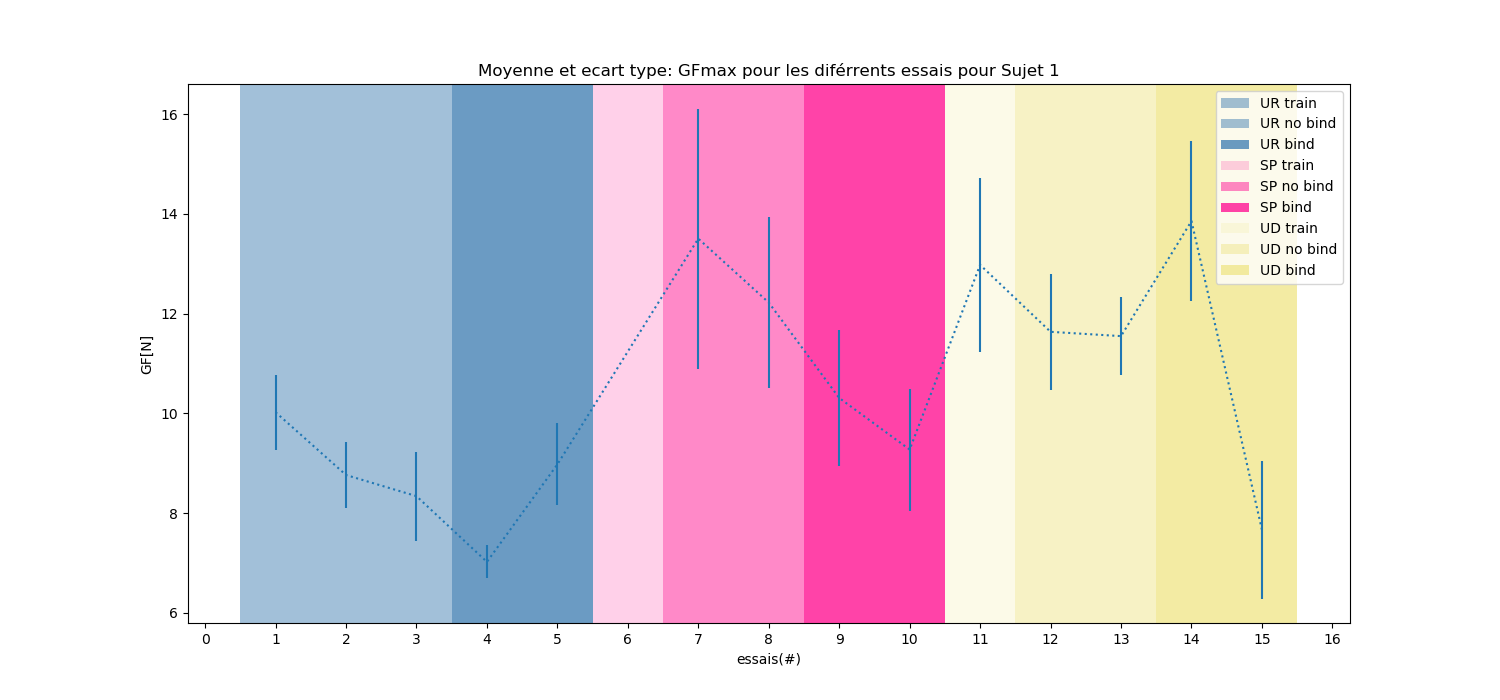 Moyenne et ecart type: GFmax pour les diférrents essais pour Sujet 1
GF[N]
16
14
12
10
8
6
UR train
UR no bind
UR bind
SP train
SP no bind
SP bind
UD train
UD no bind
UD bind
0 1 2 3 4 5 6 7 8 9 10 11 12 13 14 15 16
essais(#)